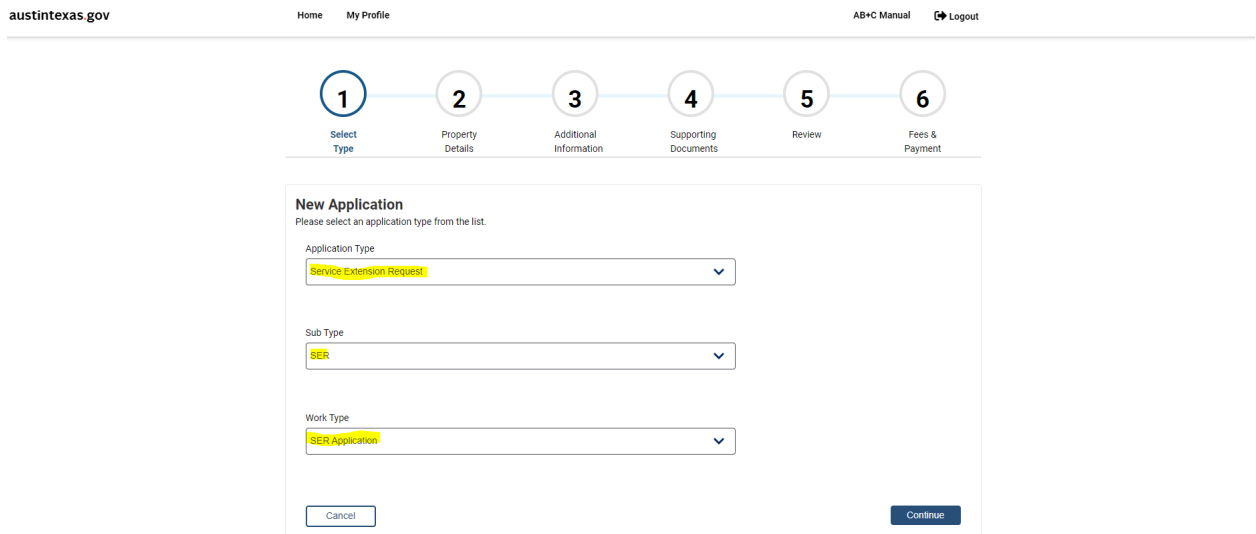 austintexas.gov
Home My Profile AB+C Manual Logout
1 2 3 4 5 6
Select Property Additional Supporting Review Fees &
Type Details Information Documents Payment
New Application
Please select an application type from the list.
Application Type
Service Extension Request
Sub Type
SER
Work Type
SER Application
Cancel Continue